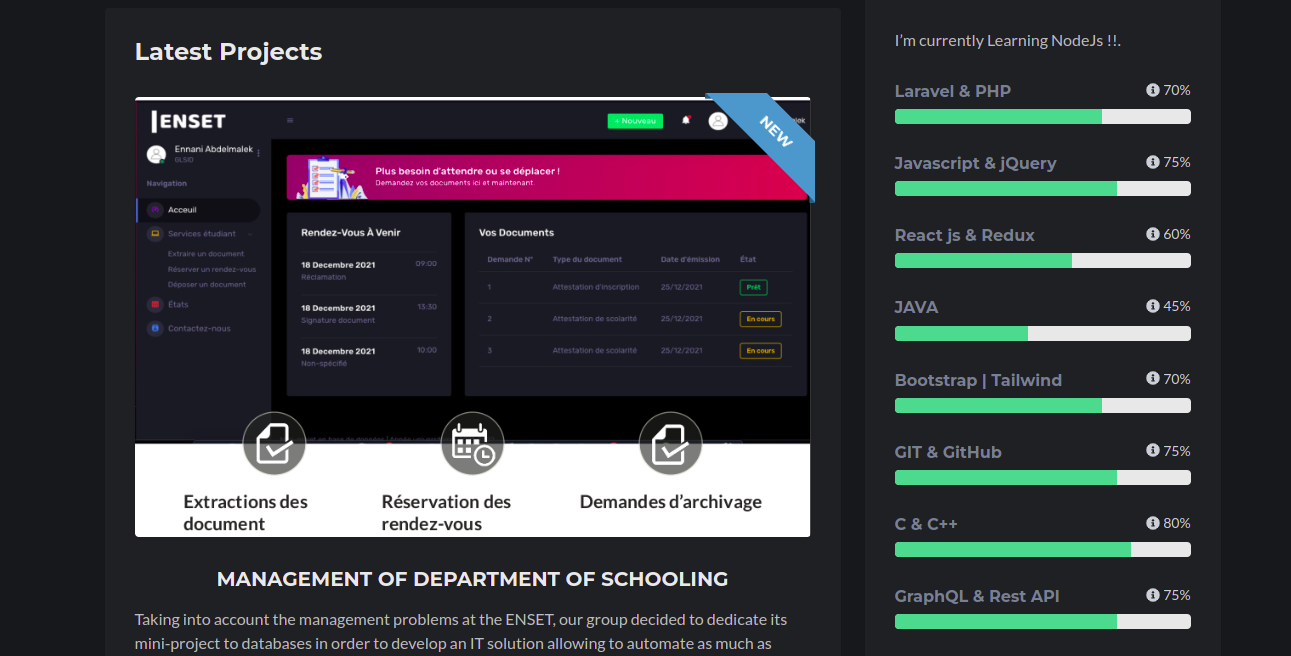 Latest Projects
ENSET
+ Nouveau
NEW
Ennani Abdelmalek
GLSID
Navigation
Acceuil
Services étudiant
Extraire un document
Réserver un rendez-vous
Déposer un document
États
Contactez-nous
Plus besoin d'attendre ou se déplacer !
Demandez vos documents ici et maintenant.
Rendez-Vous À Venir
18 Decembre 2021 09:00
Réclamation
18 Decembre 2021 13:30
Signature document
18 Decembre 2021 10:00
Non-spécifié
Vos Documents
Demande N° Type du document Date d'émission État
1 Attestation d'inscription 25/12/2021 Prêt
2 Attestation de scolarité 25/12/2021 En cours
3 Attestation de scolarité 25/12/2021 En cours
Extractions des
document
Réservation des
rendez-vous
Demandes d’archivage
MANAGEMENT OF DEPARTMENT OF SCHOOLING
Taking into account the management problems at the ENSET, our group decided to dedicate its
mini-project to databases in order to develop an IT solution allowing to automate as much as
I’m currently Learning NodeJs !!.
Laravel & PHP 70%
Javascript & jQuery 75%
React js & Redux 60%
JAVA 45%
Bootstrap | Tailwind 70%
GIT & GitHub 75%
C & C++ 80%
GraphQL & Rest API 75%